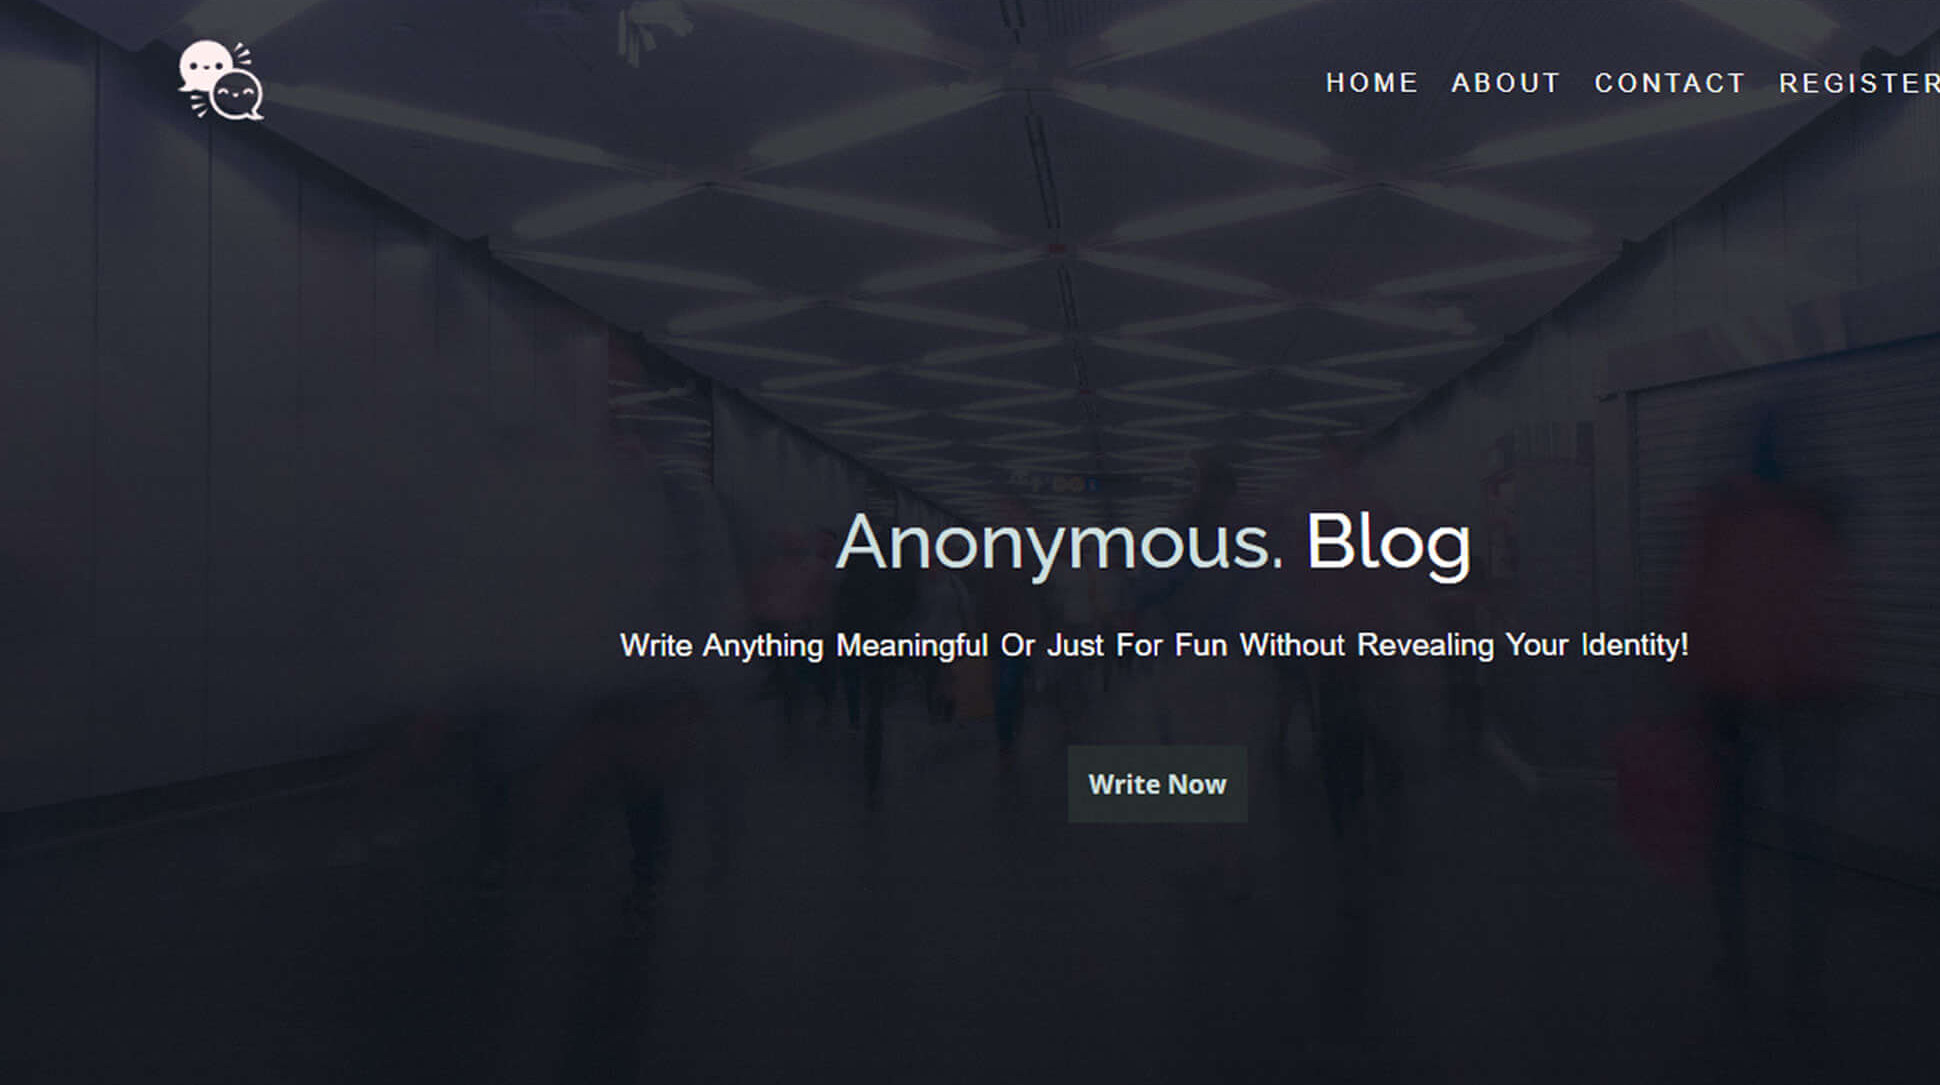 HOME ABOUT CONTACT REGISTER
Anonymous. Blog
Write Anything Meaningful Or Just For Fun Without Revealing Your Identity!
Write Now